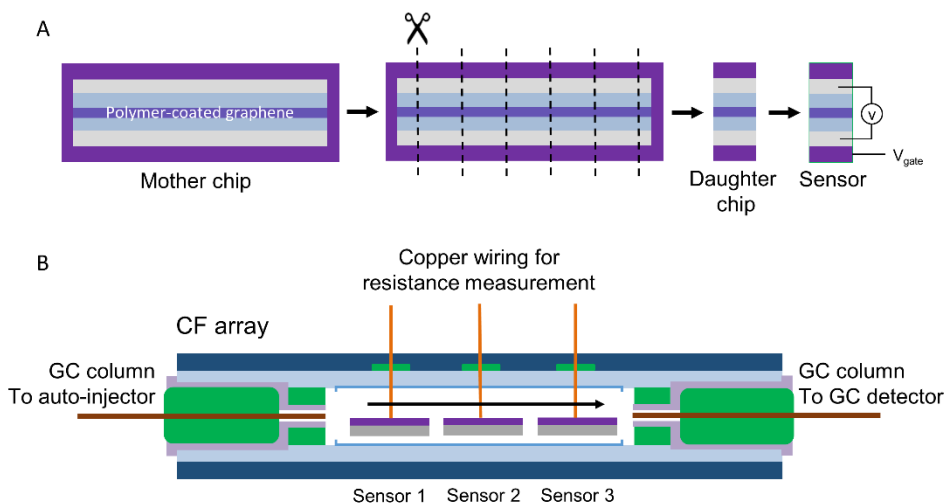 A
Polymer-coated graphene
Mother chip
Daughter
chip
Sensor
V
Vgate
B
Copper wiring for
resistance measurement
CF array
GC column
To auto-injector
GC column
To GC detector
Sensor 1
Sensor 2
Sensor 3